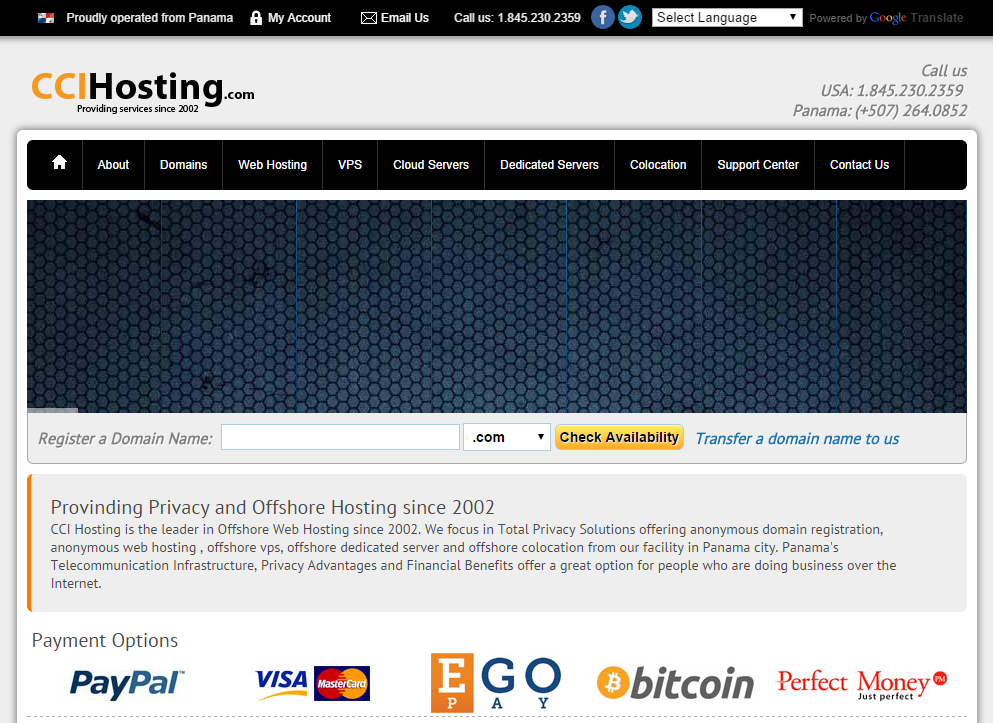 Proudly operated from Panama My Account Email Us Call us: 1.845.230.2359 f Select Language Powered by Google Translate
CCIHosting.com
Providing services since 2002
Call us
USA: 1.845.230.2359
Panama: (+507) 264.0852
About Domains Web Hosting VPS Cloud Servers Dedicated Servers Colocation Support Center Contact Us
Register a Domain Name: .com Check Availability Transfer a domain name to us
Provinding Privacy and Offshore Hosting since 2002
CCI Hosting is the leader in Offshore Web Hosting since 2002. We focus in Total Privacy Solutions offering anonymous domain registration,
anonymous web hosting , offshore vps, offshore dedicated server and offshore colocation from our facility in Panama city. Panama's
Telecommunication Infrastructure, Privacy Advantages and Financial Benefits offer a great option for people who are doing business over the
Internet.
Payment Options
PayPal™ VISA MasterCard EGO PAY bitcoin Perfect Money PM
Just perfect